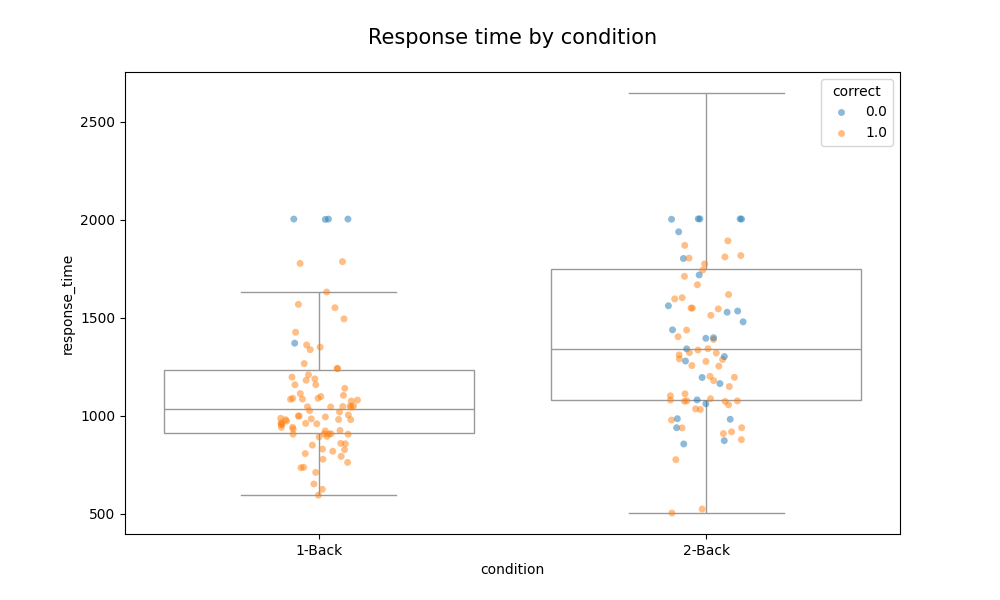 Response time by condition
correct
0.0
1.0
2500
2000
1500
1000
500
response_time
1-Back
2-Back
condition